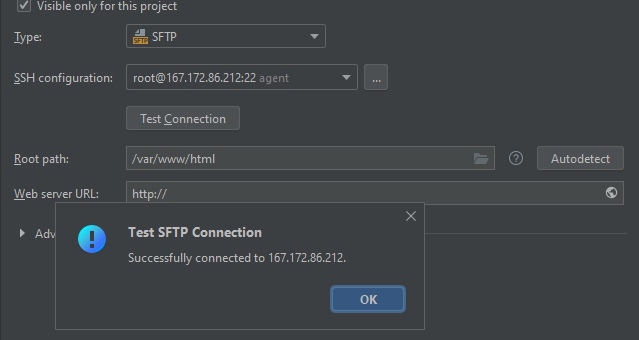 Visible only for this project
Type: SFTP
SSH configuration: root@167.172.86.212:22 agent ...
Test Connection
Root path: /var/www/html ? Autodetect
Web server URL: http://
Adv
Test SFTP Connection
Successfully connected to 167.172.86.212.
OK